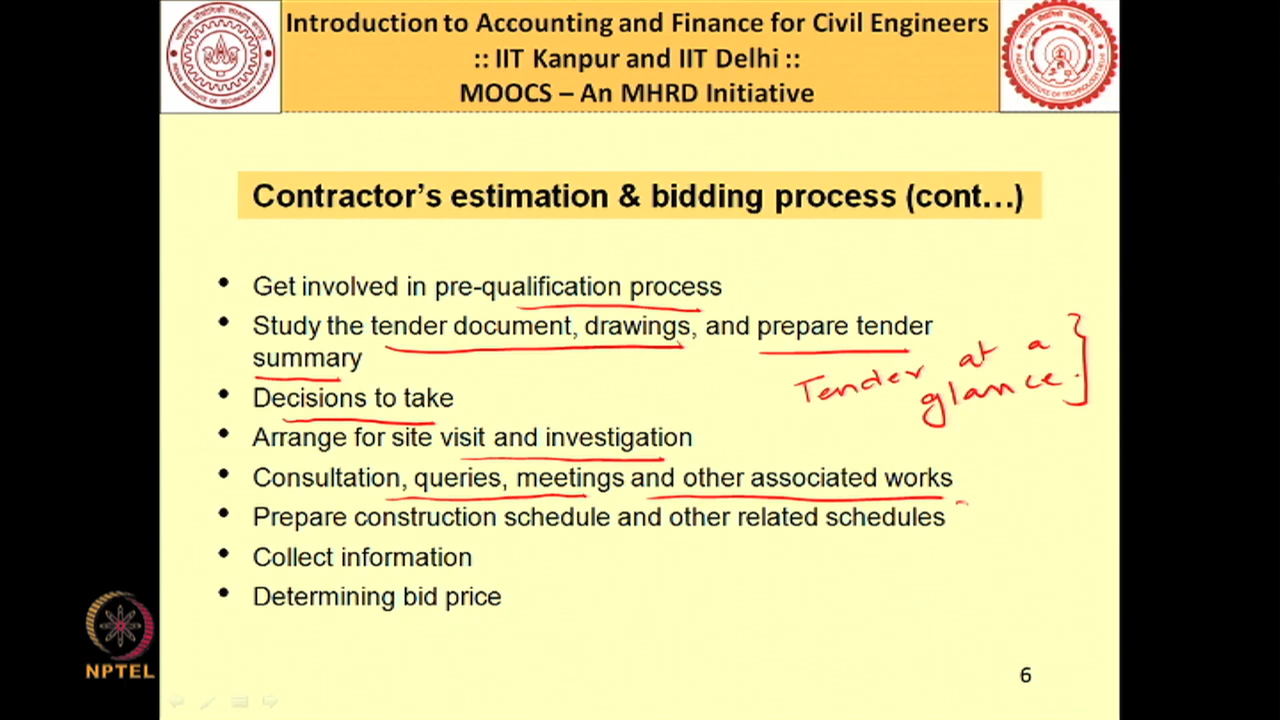 Introduction to Accounting and Finance for Civil Engineers
:: IIT Kanpur and IIT Delhi ::
MOOCS – An MHRD Initiative
Contractor's estimation & bidding process (cont…)
• Get involved in pre-qualification process
• Study the tender document, drawings, and prepare tender
summary
Tender at a
glance.
• Decisions to take
• Arrange for site visit and investigation
• Consultation, queries, meetings and other associated works
• Prepare construction schedule and other related schedules
• Collect information
• Determining bid price
NPTEL
6